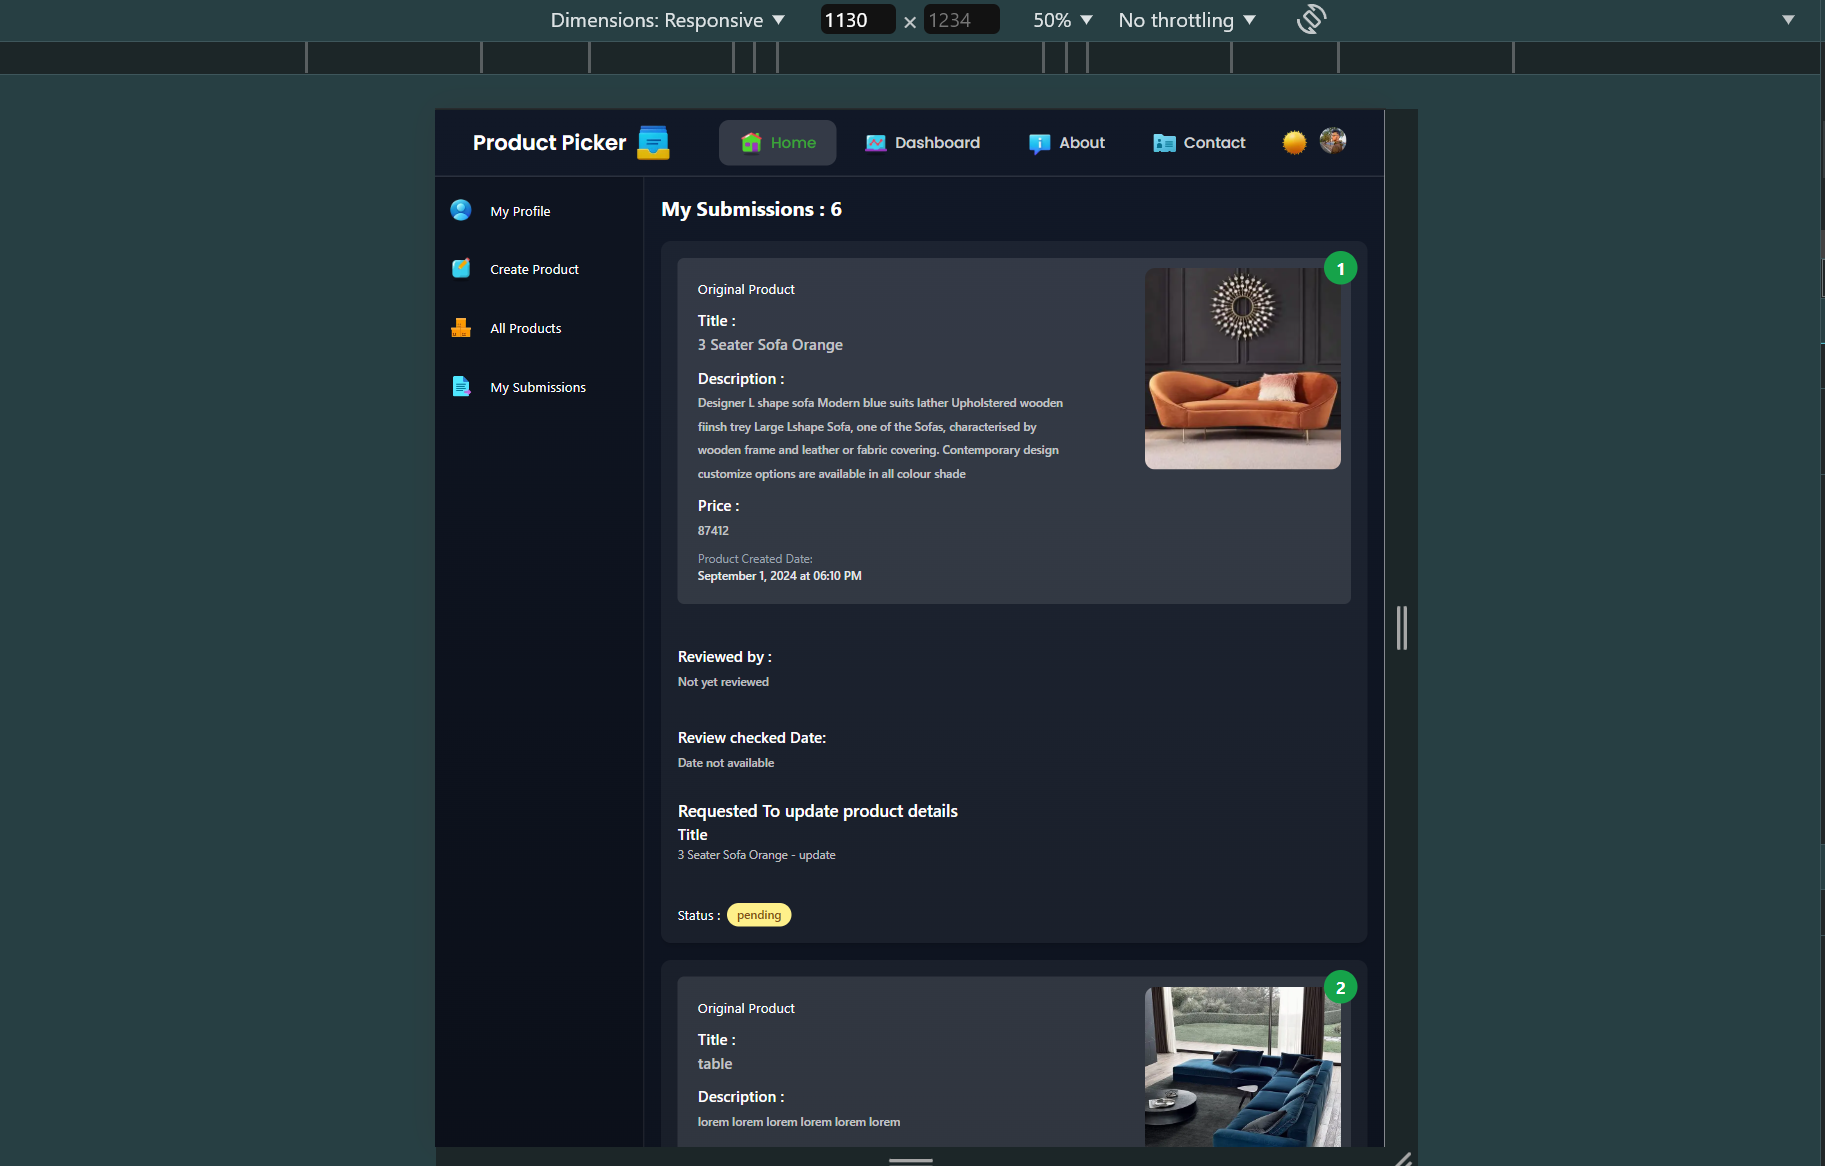 Dimensions: Responsive ▼ 1130 × 1234 50% ▼ No throttling ▼
Product Picker Home Dashboard About Contact
My Profile
Create Product
All Products
My Submissions
My Submissions : 6
1
Original Product
Title :
3 Seater Sofa Orange
Description :
Designer L shape sofa Modern blue suits lather Upholstered wooden
fiinsh trey Large Lshape Sofa, one of the Sofas, characterised by
wooden frame and leather or fabric covering. Contemporary design
customize options are available in all colour shade
Price :
87412
Product Created Date:
September 1, 2024 at 06:10 PM
Reviewed by :
Not yet reviewed
Review checked Date:
Date not available
Requested To update product details
Title
3 Seater Sofa Orange - update
Status : pending
2
Original Product
Title :
table
Description :
lorem lorem lorem lorem lorem lorem